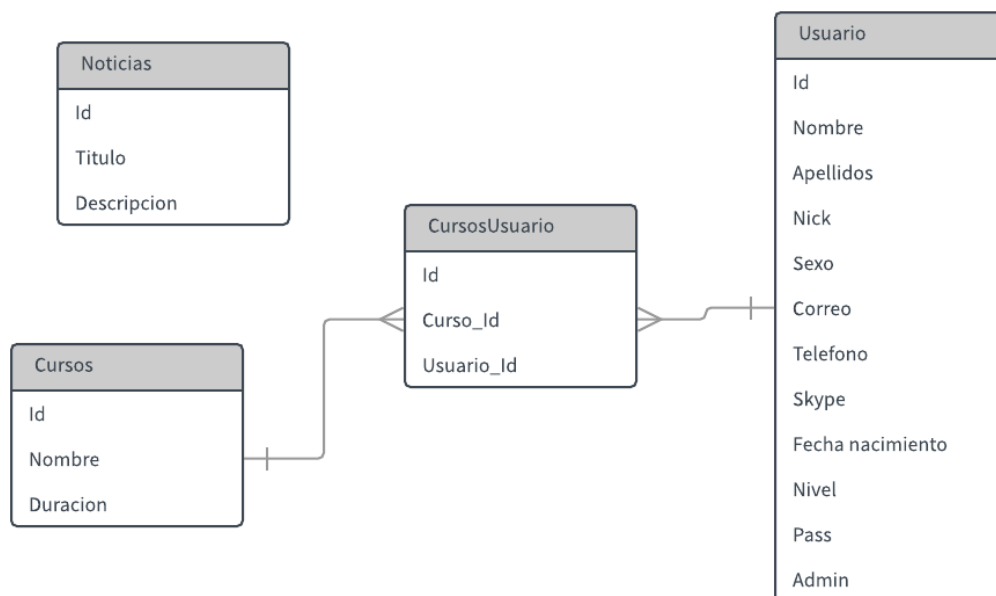 Noticias
Id
Titulo
Descripcion
Cursos
Id
Nombre
Duracion
CursosUsuario
Id
Curso_Id
Usuario_Id
Usuario
Id
Nombre
Apellidos
Nick
Sexo
Correo
Telefono
Skype
Fecha nacimiento
Nivel
Pass
Admin